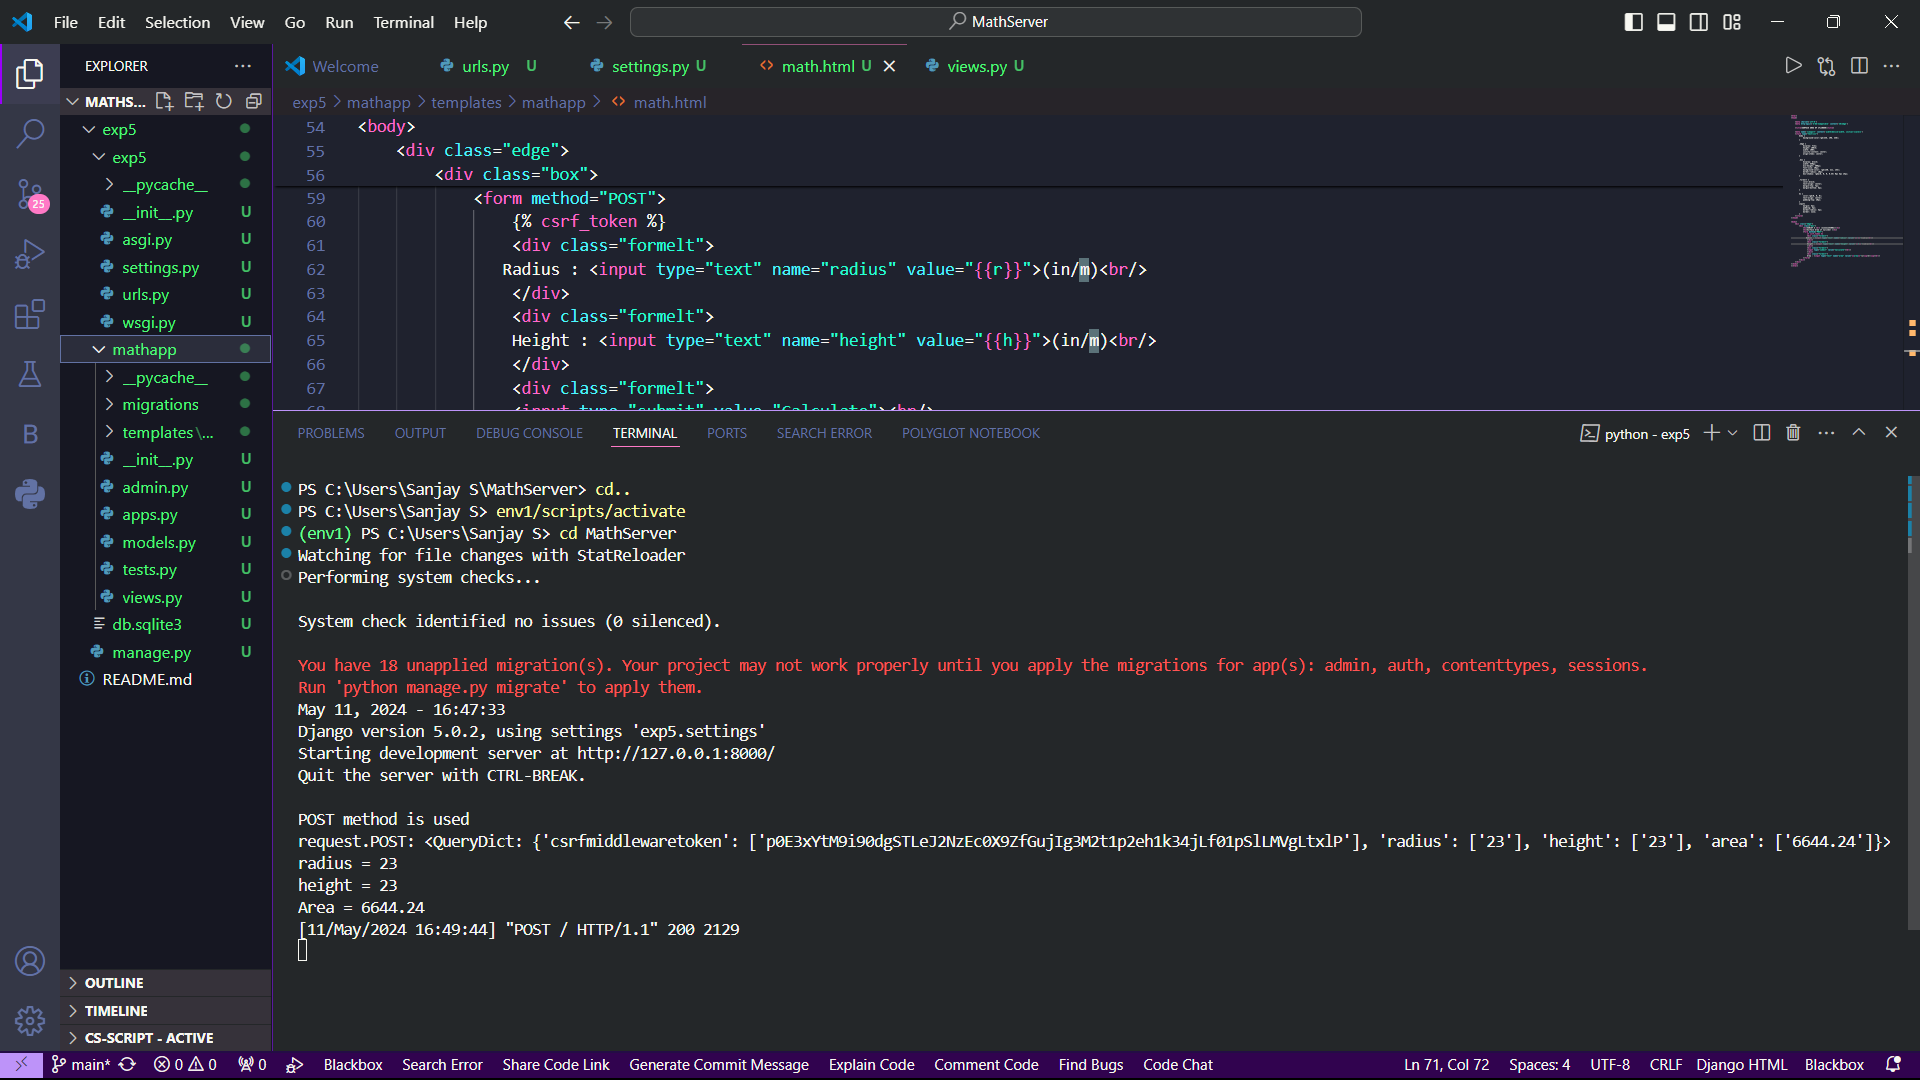 File Edit Selection View Go Run Terminal Help
MathServer
EXPLORER
MATHS...
exp5
exp5
__pycache__
__init__.py U
asgi.py U
settings.py U
urls.py U
wsgi.py U
mathapp
__pycache__
migrations
templates\...
__init__.py U
admin.py U
apps.py U
models.py U
tests.py U
views.py U
db.sqlite3 U
manage.py U
README.md
OUTLINE
TIMELINE
CS-SCRIPT - ACTIVE
25
B
Welcome urls.py U settings.py U math.html U views.py U
exp5 > mathapp > templates > mathapp > math.html
54 <body>
55 <div class="edge">
56 <div class="box">
59 <form method="POST">
60 {% csrf_token %}
61 <div class="formelt">
62 Radius : <input type="text" name="radius" value="{{r}}">(in/m)<br/>
63 </div>
64 <div class="formelt">
65 Height : <input type="text" name="height" value="{{h}}">(in/m)<br/>
66 </div>
67 <div class="formelt">
68 <input type="submit" value="Calculate"><br/>
PROBLEMS OUTPUT DEBUG CONSOLE TERMINAL PORTS SEARCH ERROR POLYGLOT NOTEBOOK
python - exp5
PS C:\Users\Sanjay S\MathServer> cd..
PS C:\Users\Sanjay S> env1/scripts/activate
(env1) PS C:\Users\Sanjay S> cd MathServer
Watching for file changes with StatReloader
Performing system checks...
System check identified no issues (0 silenced).
You have 18 unapplied migration(s). Your project may not work properly until you apply the migrations for app(s): admin, auth, contenttypes, sessions.
Run 'python manage.py migrate' to apply them.
May 11, 2024 - 16:47:33
Django version 5.0.2, using settings 'exp5.settings'
Starting development server at http://127.0.0.1:8000/
Quit the server with CTRL-BREAK.
POST method is used
request.POST: <QueryDict: {'csrfmiddlewaretoken': ['p0E3xYtM9i90dgSTLeJ2NzEc0X9ZfGujIg3M2t1p2eh1k34jLf01pSlLMVgLtxlP'], 'radius': ['23'], 'height': ['23'], 'area': ['6644.24']}>
radius = 23
height = 23
Area = 6644.24
[11/May/2024 16:49:44] "POST / HTTP/1.1" 200 2129
main* 0 0 0 Blackbox Search Error Share Code Link Generate Commit Message Explain Code Comment Code Find Bugs Code Chat Ln 71, Col 72 Spaces: 4 UTF-8 CRLF Django HTML Blackbox